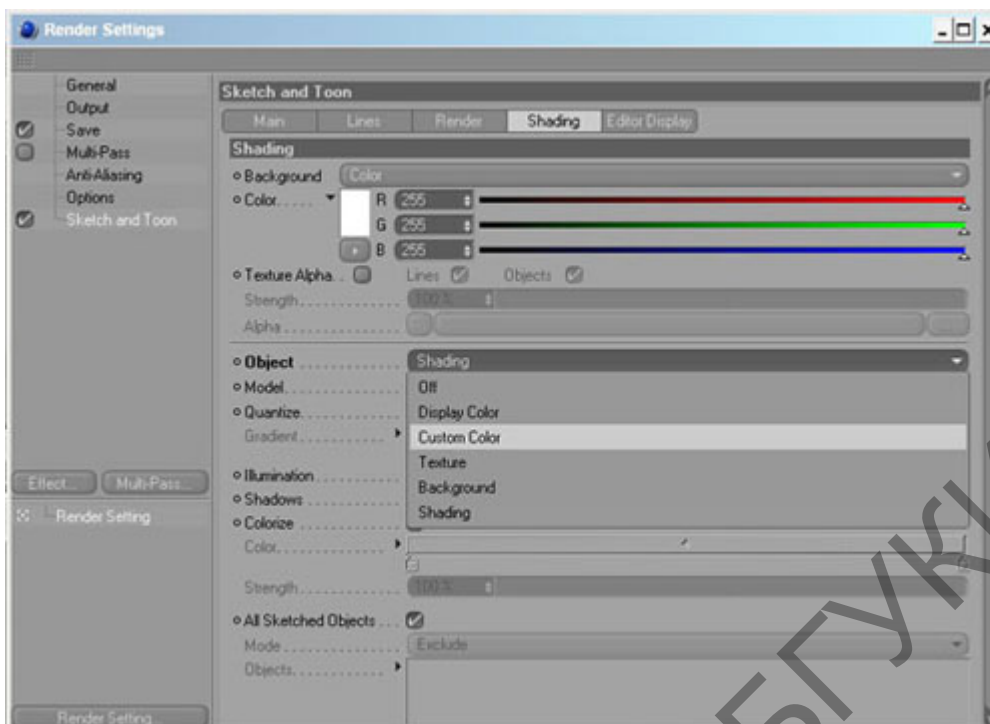 Render Settings
General
Output
Save
Multi-Pass
Anti-Aliasing
Options
Sketch and Toon
Effect...
Multi-Pass...
Render Setting
Render Setting...
Sketch and Toon
Main Lines Render Shading Editor Display
Shading
Background Color
Color..... R 255
G 255
B 255
Texture Alpha.. Lines Objects
Strength............. 100 %
Alpha...............
Object............. Shading
Model.............
Quantize............
Gradient...........
Off
Display Color
Custom Color
Texture
Background
Shading
Illumination...........
Shadows............
Colorize............
Color..............
Strength............. 100 %
All Sketched Objects...
Mode............... Exclude
Objects............
БГУКИ